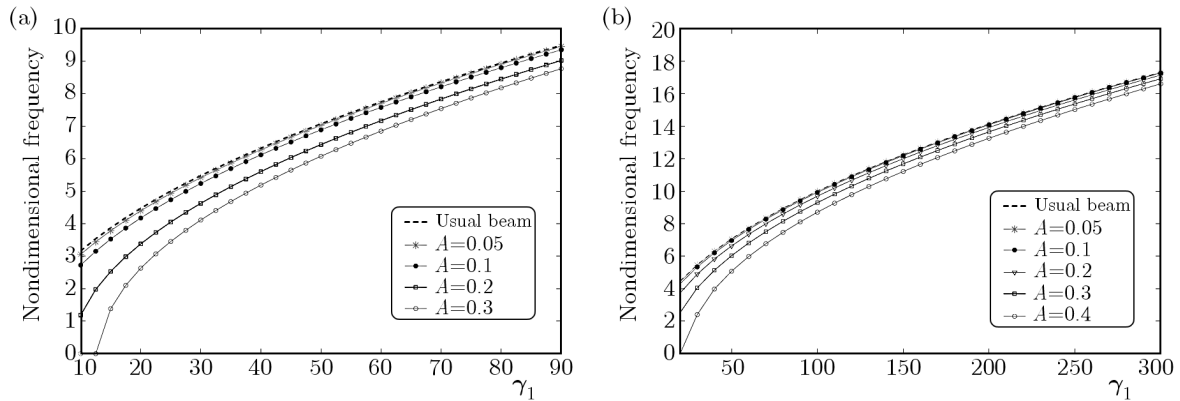 (a)
Nondimensional frequency
10
9
8
7
6
5
4
3
2
1
0
10 20 30 40 50 60 70 80 90
γ1
Usual beam
A=0.05
A=0.1
A=0.2
A=0.3
(b)
Nondimensional frequency
20
18
16
14
12
10
8
6
4
2
0
50 100 150 200 250 300
γ1
Usual beam
A=0.05
A=0.1
A=0.2
A=0.3
A=0.4